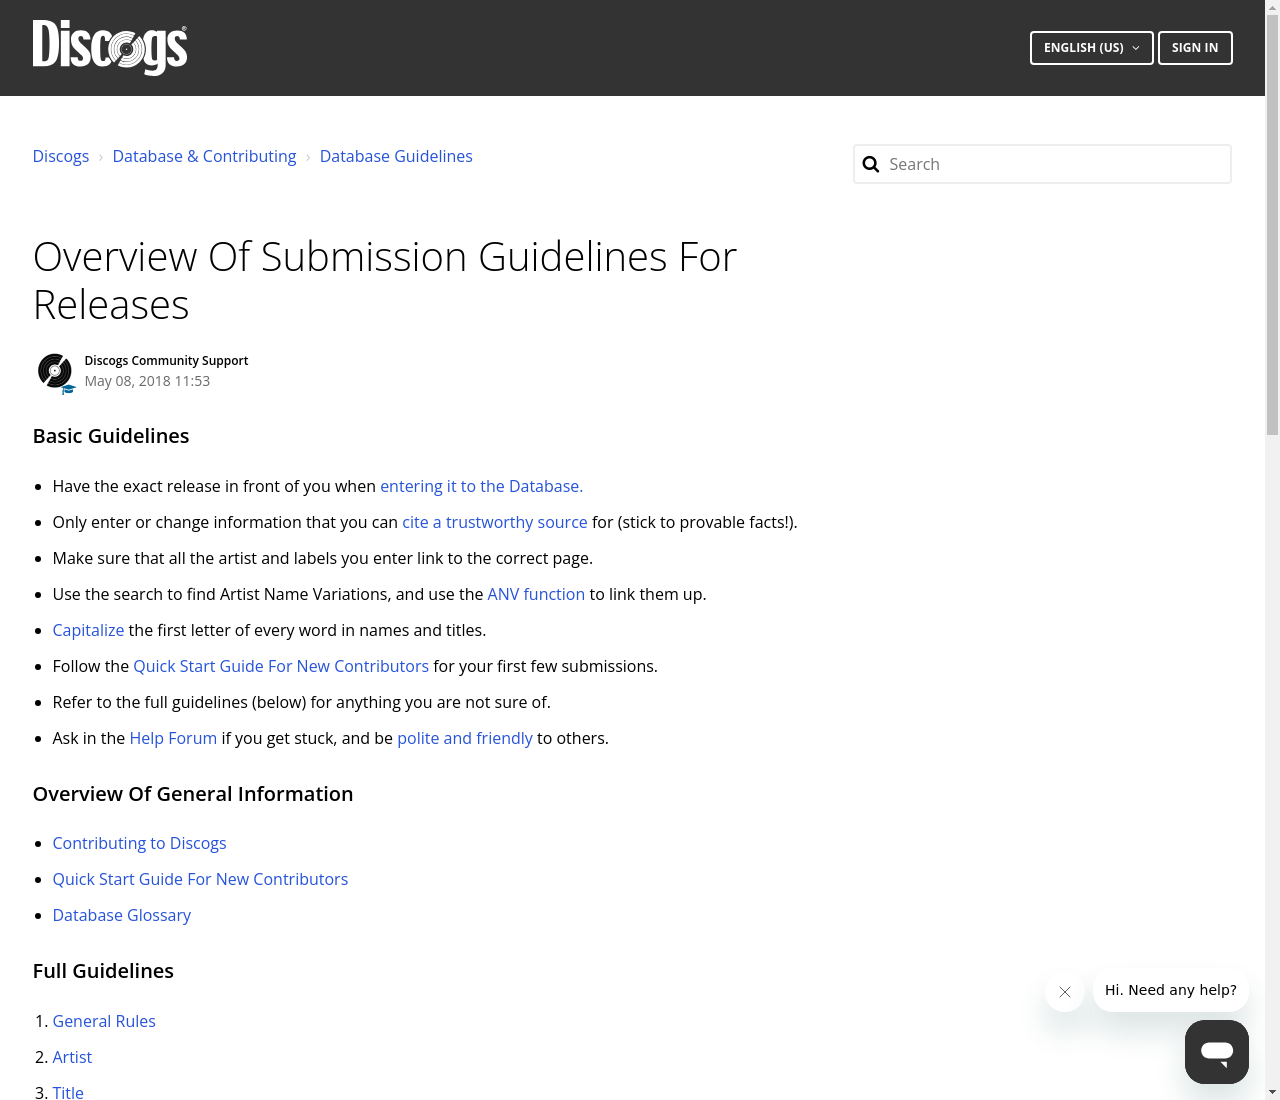 Discogs®
ENGLISH (US)
SIGN IN
Discogs › Database & Contributing › Database Guidelines
Search
Overview Of Submission Guidelines For
Releases
Discogs Community Support
May 08, 2018 11:53
Basic Guidelines
• Have the exact release in front of you when entering it to the Database.
• Only enter or change information that you can cite a trustworthy source for (stick to provable facts!).
• Make sure that all the artist and labels you enter link to the correct page.
• Use the search to find Artist Name Variations, and use the ANV function to link them up.
• Capitalize the first letter of every word in names and titles.
• Follow the Quick Start Guide For New Contributors for your first few submissions.
• Refer to the full guidelines (below) for anything you are not sure of.
• Ask in the Help Forum if you get stuck, and be polite and friendly to others.
Overview Of General Information
• Contributing to Discogs
• Quick Start Guide For New Contributors
• Database Glossary
Full Guidelines
1. General Rules
2. Artist
3. Title
Hi. Need any help?